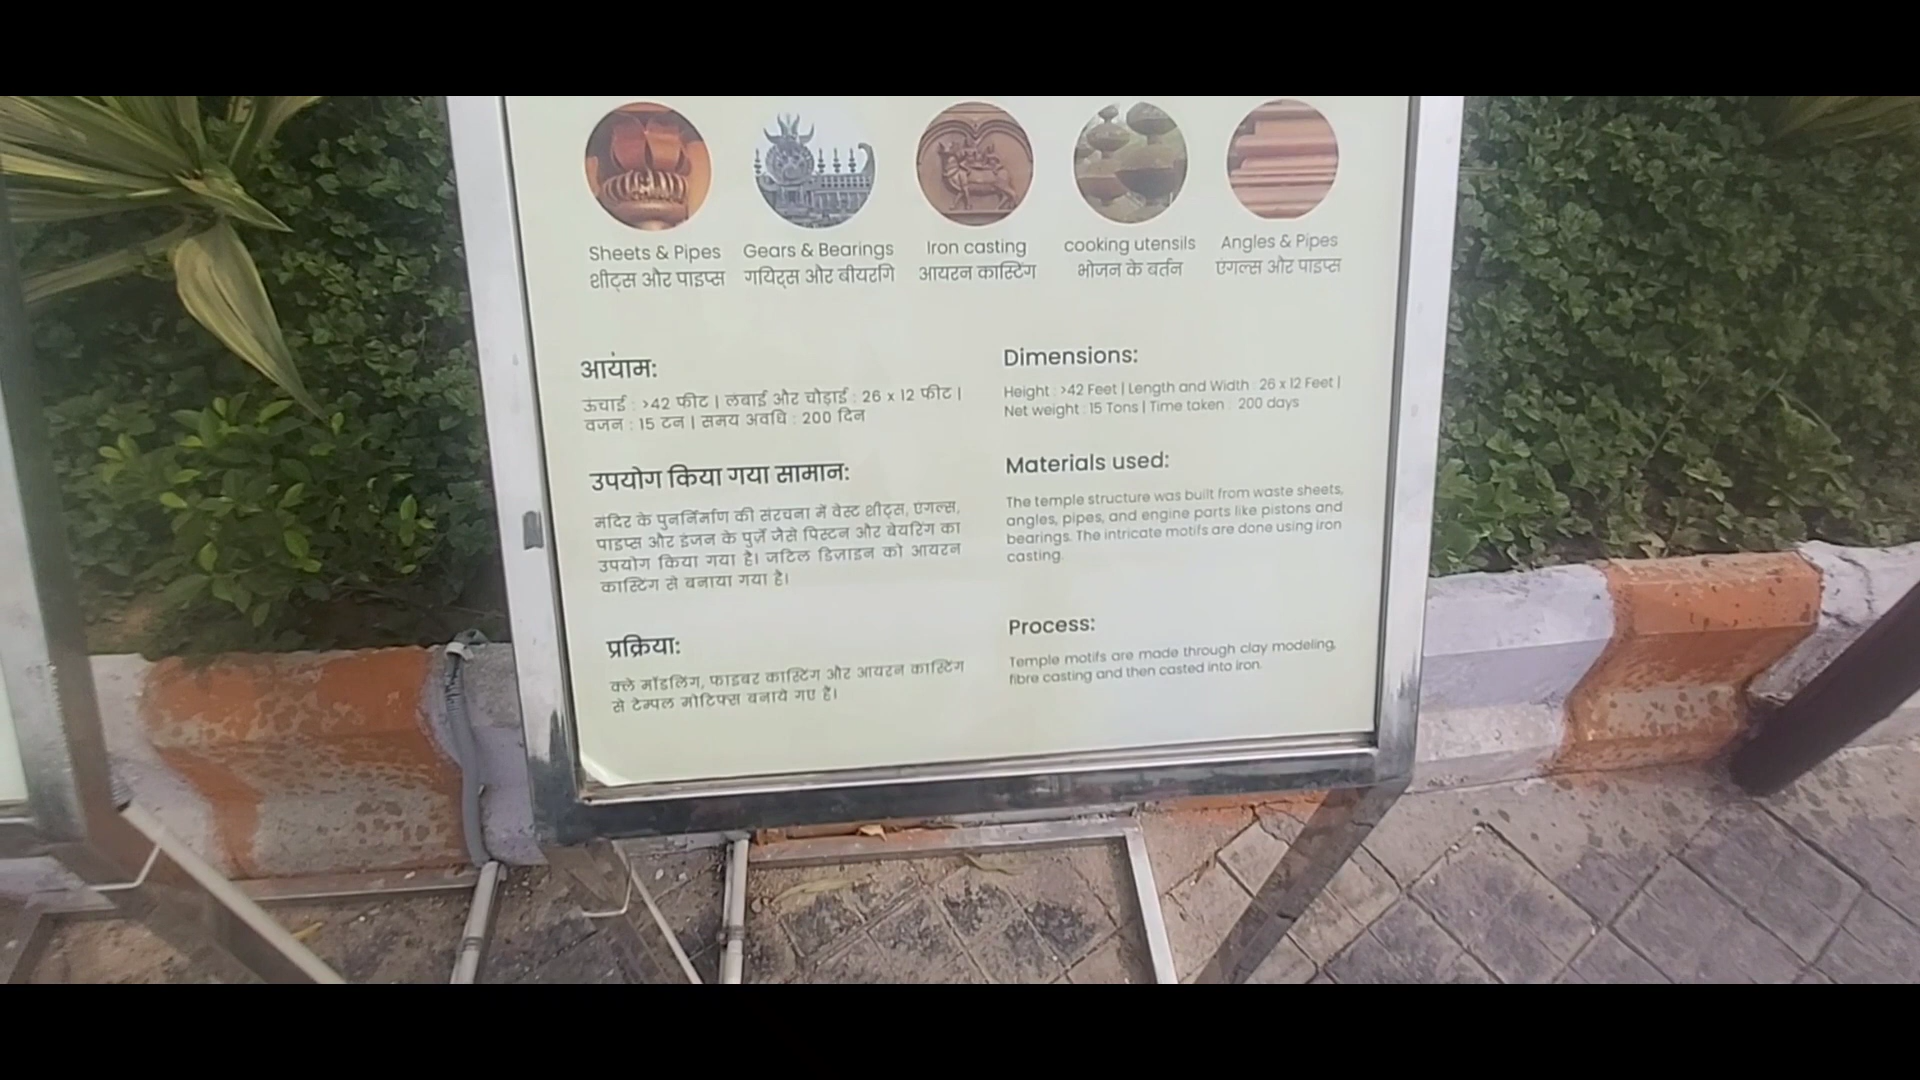 Sheets & Pipes
शीट्स और पाइप्स
Gears & Bearings
गयिर्स और बीयरगि
Iron casting
आयरन कास्टिंग
cooking utensils
भोजन के बर्तन
Angles & Pipes
एंगल्स और पाइप्स
आयाम:
ऊंचाई : >42 फीट | लंबाई और चौड़ाई : 26 x 12 फीट |
वजन : 15 टन | समय अवधि : 200 दिन
उपयोग किया गया सामान:
मंदिर के पुनर्निर्माण की संरचना में वेस्ट शीट्स, एंगल्स,
पाइप्स और इंजन के पुर्ज़े जैसे पिस्टन और बेयरिंग का
उपयोग किया गया है। जटिल डिज़ाइन को आयरन
कास्टिंग से बनाया गया है।
प्रक्रिया:
क्ले मॉडलिंग, फाइबर कास्टिंग और आयरन कास्टिंग
से टेम्पल मोटिफ्स बनाये गए है।
Dimensions:
Height : >42 Feet | Length and Width : 26 x 12 Feet |
Net weight : 15 Tons | Time taken : 200 days
Materials used:
The temple structure was built from waste sheets,
angles, pipes, and engine parts like pistons and
bearings. The intricate motifs are done using iron
casting.
Process:
Temple motifs are made through clay modeling,
fibre casting and then casted into iron.